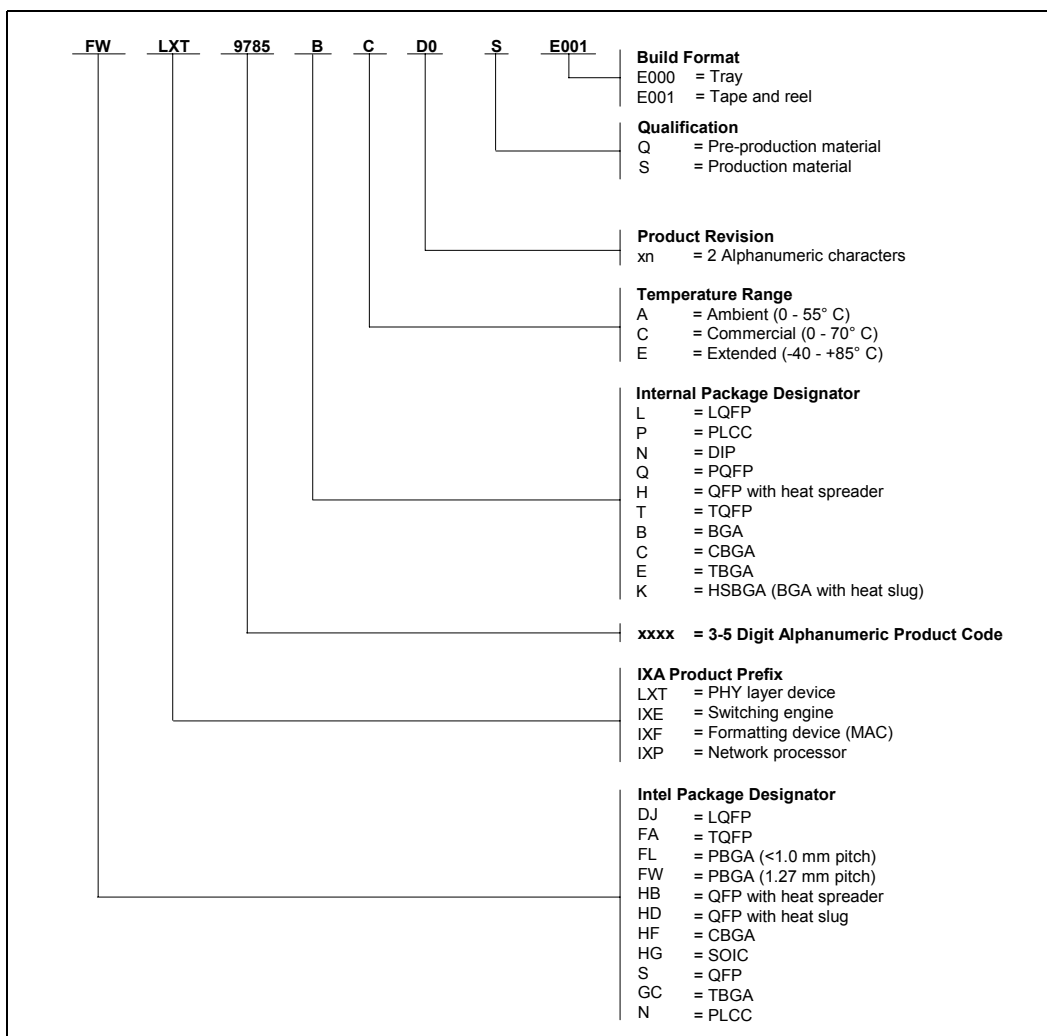 FW LXT 9785 B C D0 S E001
Build Format
E000 = Tray
E001 = Tape and reel
Qualification
Q = Pre-production material
S = Production material
Product Revision
xn = 2 Alphanumeric characters
Temperature Range
A = Ambient (0 - 55° C)
C = Commercial (0 - 70° C)
E = Extended (-40 - +85° C)
Internal Package Designator
L = LQFP
P = PLCC
N = DIP
Q = PQFP
H = QFP with heat spreader
T = TQFP
B = BGA
C = CBGA
E = TBGA
K = HSBGA (BGA with heat slug)
xxxx = 3-5 Digit Alphanumeric Product Code
IXA Product Prefix
LXT = PHY layer device
IXE = Switching engine
IXF = Formatting device (MAC)
IXP = Network processor
Intel Package Designator
DJ = LQFP
FA = TQFP
FL = PBGA (<1.0 mm pitch)
FW = PBGA (1.27 mm pitch)
HB = QFP with heat spreader
HD = QFP with heat slug
HF = CBGA
HG = SOIC
S = QFP
GC = TBGA
N = PLCC